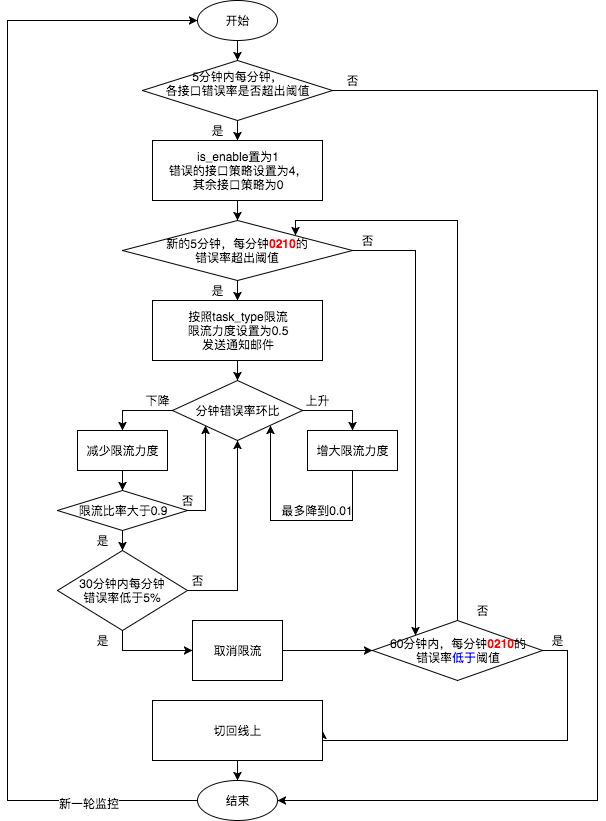 开始
5分钟内每分钟，
各接口错误率是否超出阈值
否
是
is_enable置为1
错误的接口策略设置为4，
其余接口策略为0
新的5分钟，每分钟0210的
错误率超出阈值
否
是
按照task_type限流
限流力度设置为0.5
发送通知邮件
下降
分钟错误率环比
上升
减少限流力度
增大限流力度
限流比率大于0.9
否
最多降到0.01
是
30分钟内每分钟
错误率低于5%
否
否
是
取消限流
60分钟内，每分钟0210的
错误率低于阈值
是
切回线上
新一轮监控
结束